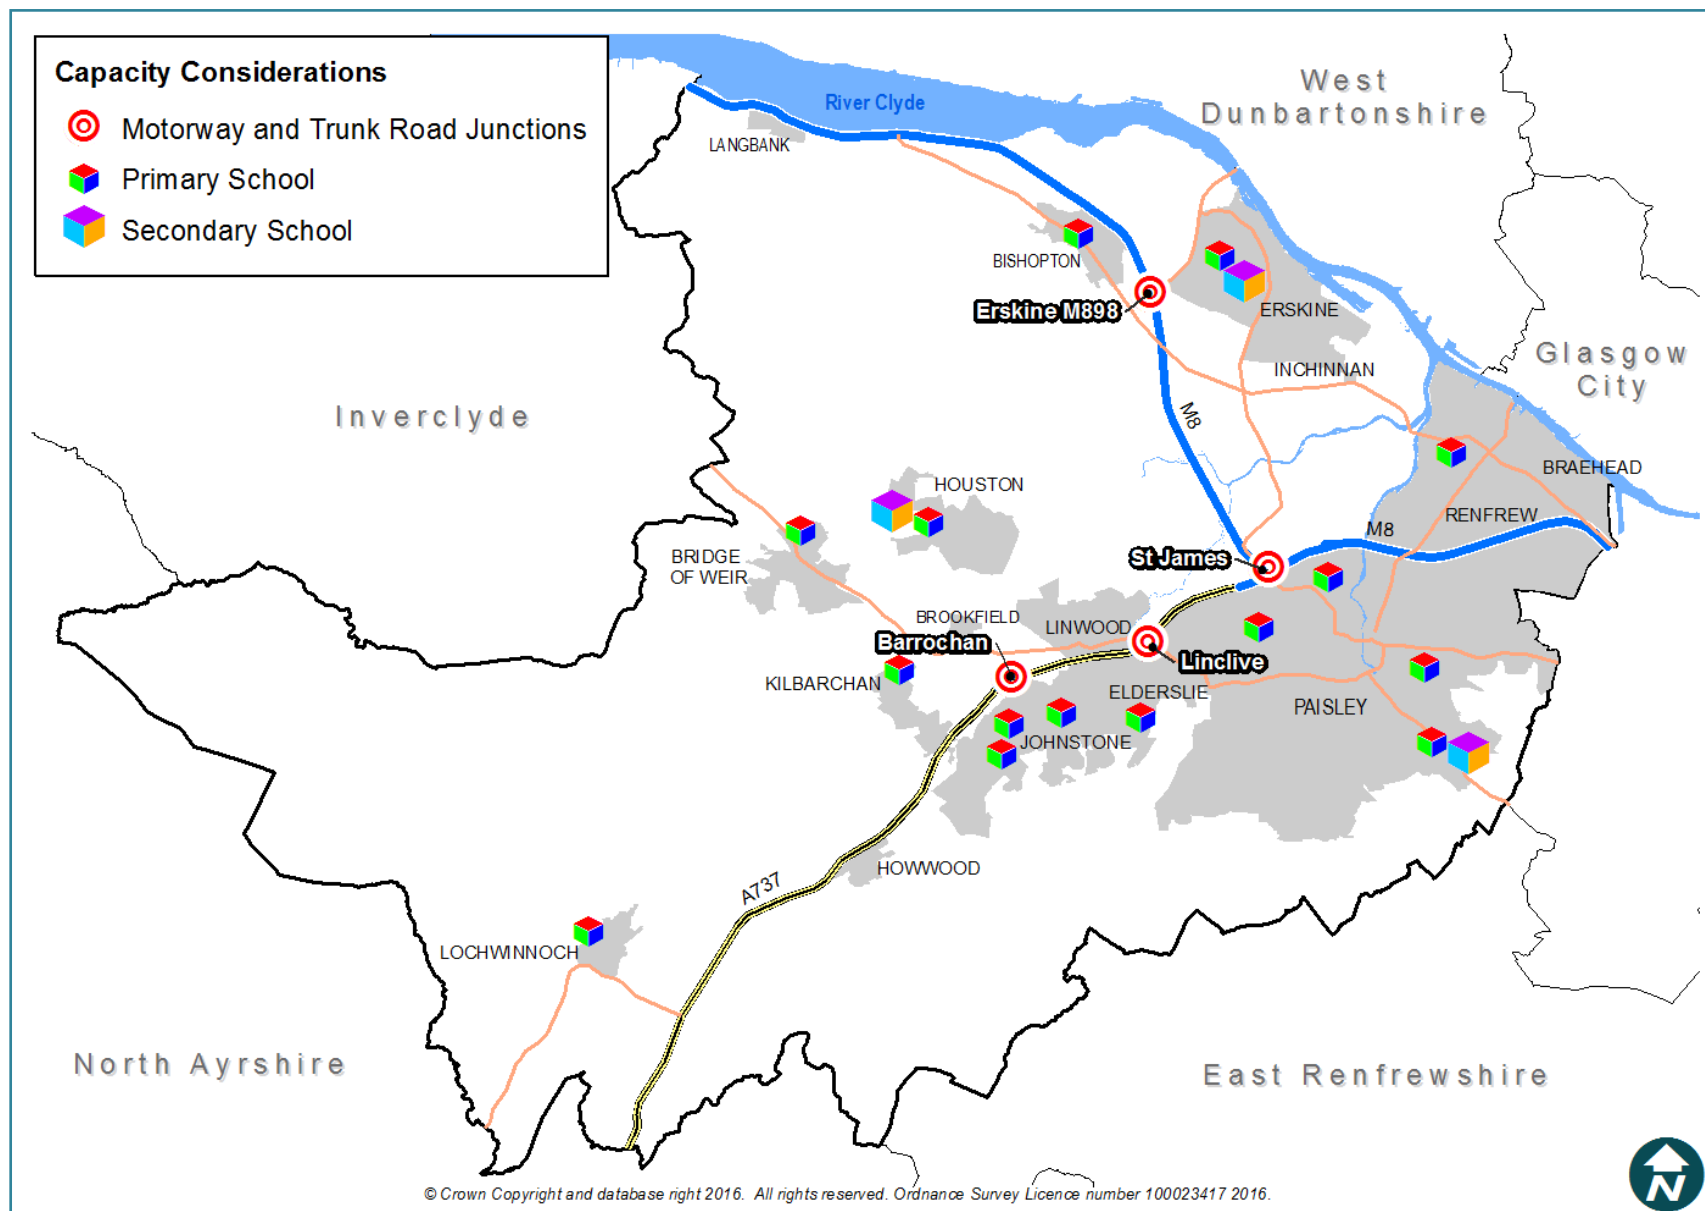 Capacity Considerations
Motorway and Trunk Road Junctions
Primary School
Secondary School
West
Dunbartonshire
River Clyde
LANGBANK
BISHOPTON
Erskine M898
ERSKINE
INCHINNAN
Glasgow
City
Inverclyde
M8
BRAEHEAD
HOUSTON
RENFREW
M8
BRIDGE
OF WEIR
St James
BROOKFIELD
LINWOOD
Barrochan
Linclive
KILBARCHAN
ELDERSLIE
PAISLEY
JOHNSTONE
HOWWOOD
A737
LOCHWINNOCH
North Ayrshire
East Renfrewshire
N
© Crown Copyright and database right 2016. All rights reserved. Ordnance Survey Licence number 100023417 2016.